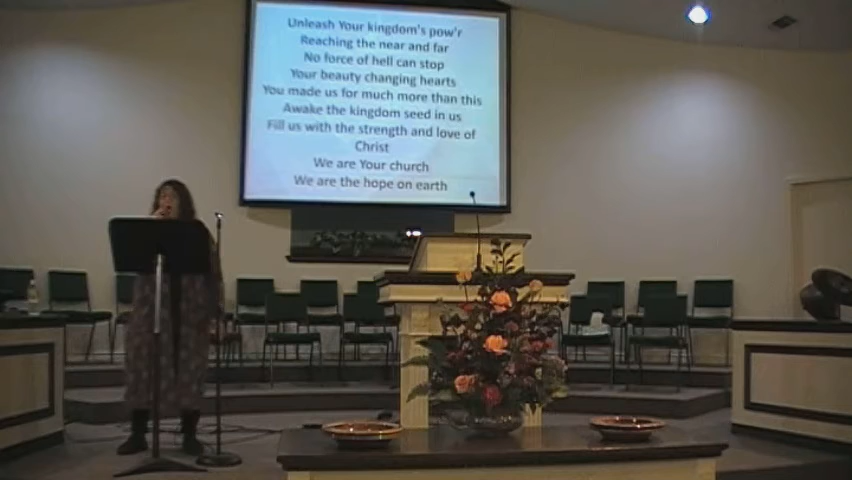 Unleash Your kingdom's pow'r
Reaching the near and far
No force of hell can stop
Your beauty changing hearts
You made us for much more than this
Awake the kingdom seed in us
Fill us with the strength and love of
Christ
We are Your church
We are the hope on earth